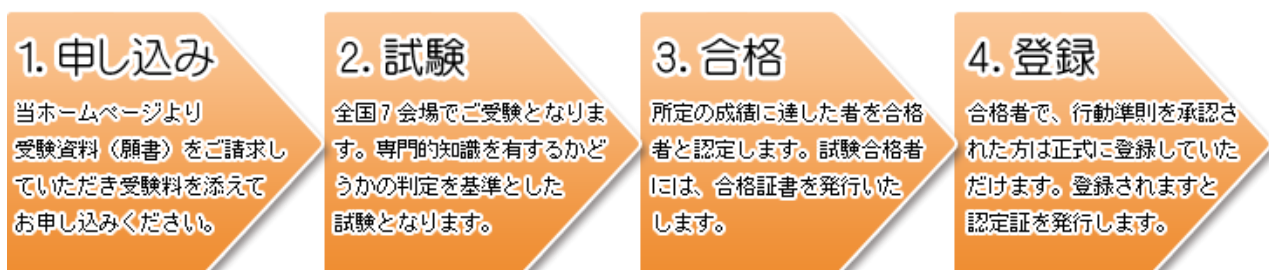 1.申し込み
当ホームページより
受験資料（願書）をご請求し
ていただき受験料を添えて
お申し込みください。
2.試験
全国7会場でご受験となりま
す。専門的知識を有するかど
うかの判定を基準とした
試験となります。
3.合格
所定の成績に達した者を合格
者と認定します。試験合格者
には、合格証書を発行いた
します。
4.登録
合格者で、行動準則を承認さ
れた方は正式に登録していた
だけます。登録されますと
認定証を発行します。